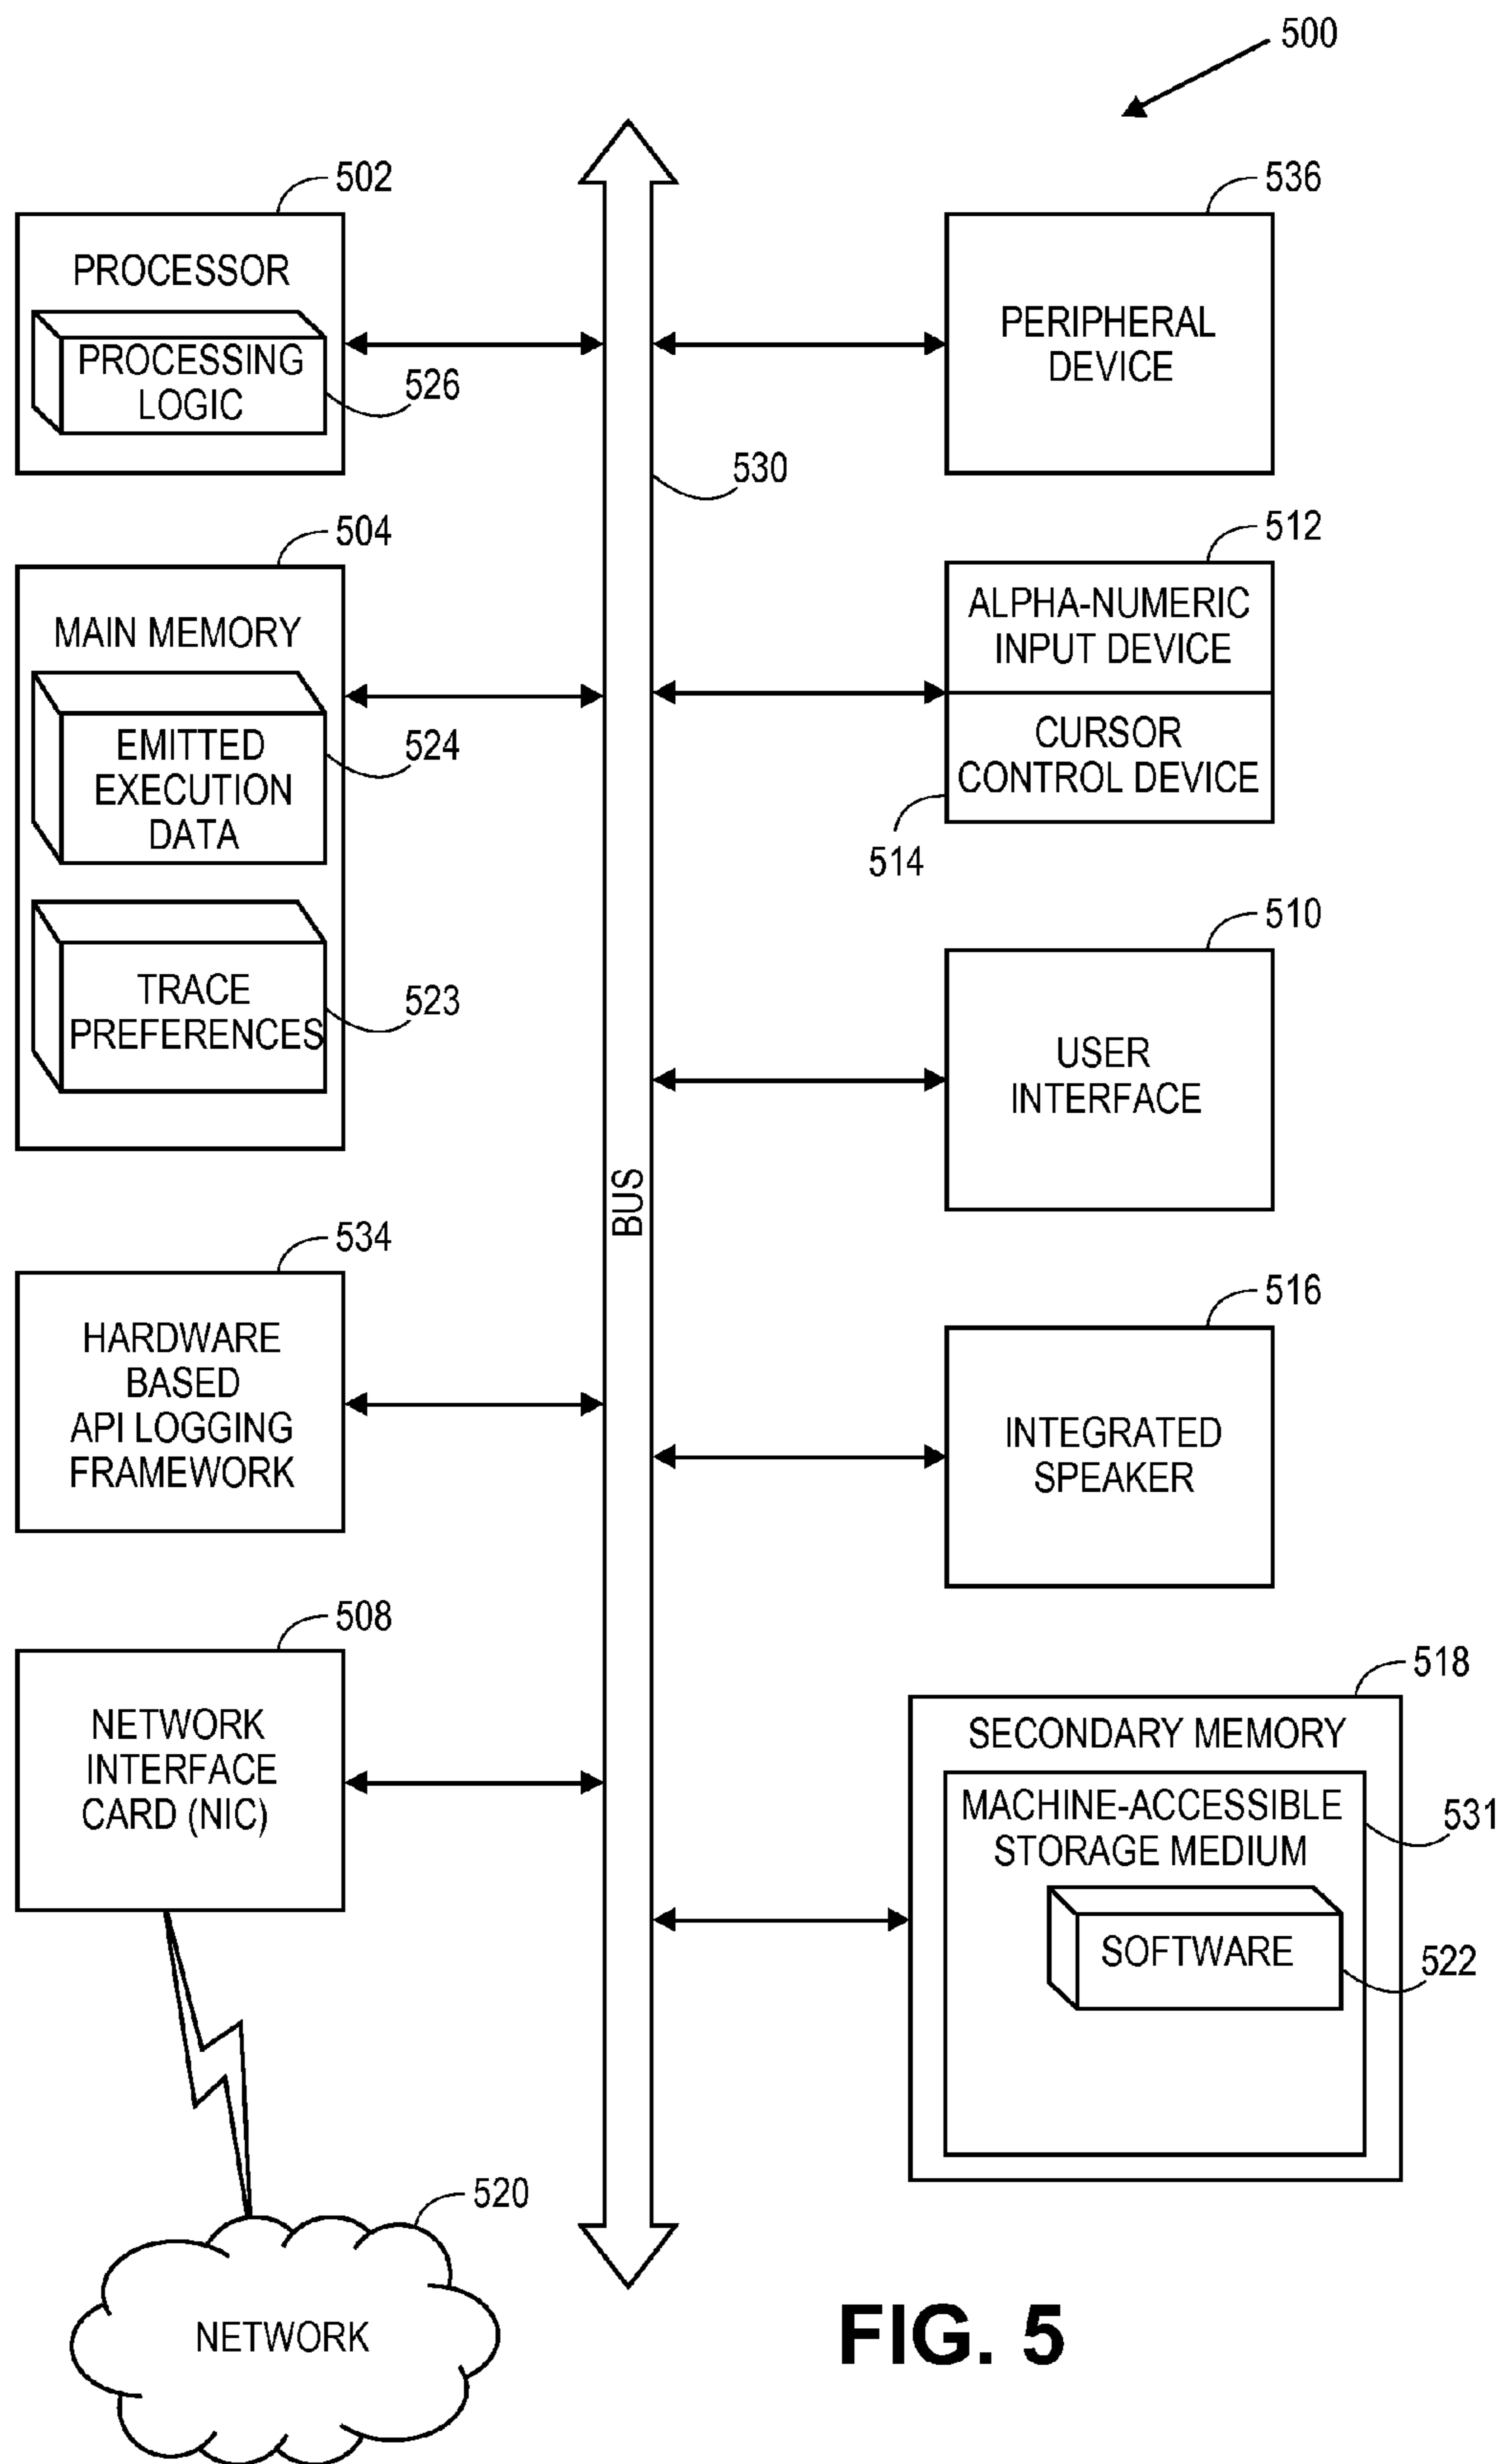 500
502
PROCESSOR
PROCESSING
LOGIC
526
504
MAIN MEMORY
EMITTED
EXECUTION
DATA
524
TRACE
PREFERENCES
523
534
HARDWARE
BASED
API LOGGING
FRAMEWORK
508
NETWORK
INTERFACE
CARD (NIC)
520
NETWORK
530
BUS
536
PERIPHERAL
DEVICE
512
ALPHA-NUMERIC
INPUT DEVICE
CURSOR
CONTROL DEVICE
514
510
USER
INTERFACE
516
INTEGRATED
SPEAKER
518
SECONDARY MEMORY
MACHINE-ACCESSIBLE
STORAGE MEDIUM
531
SOFTWARE
522
FIG. 5